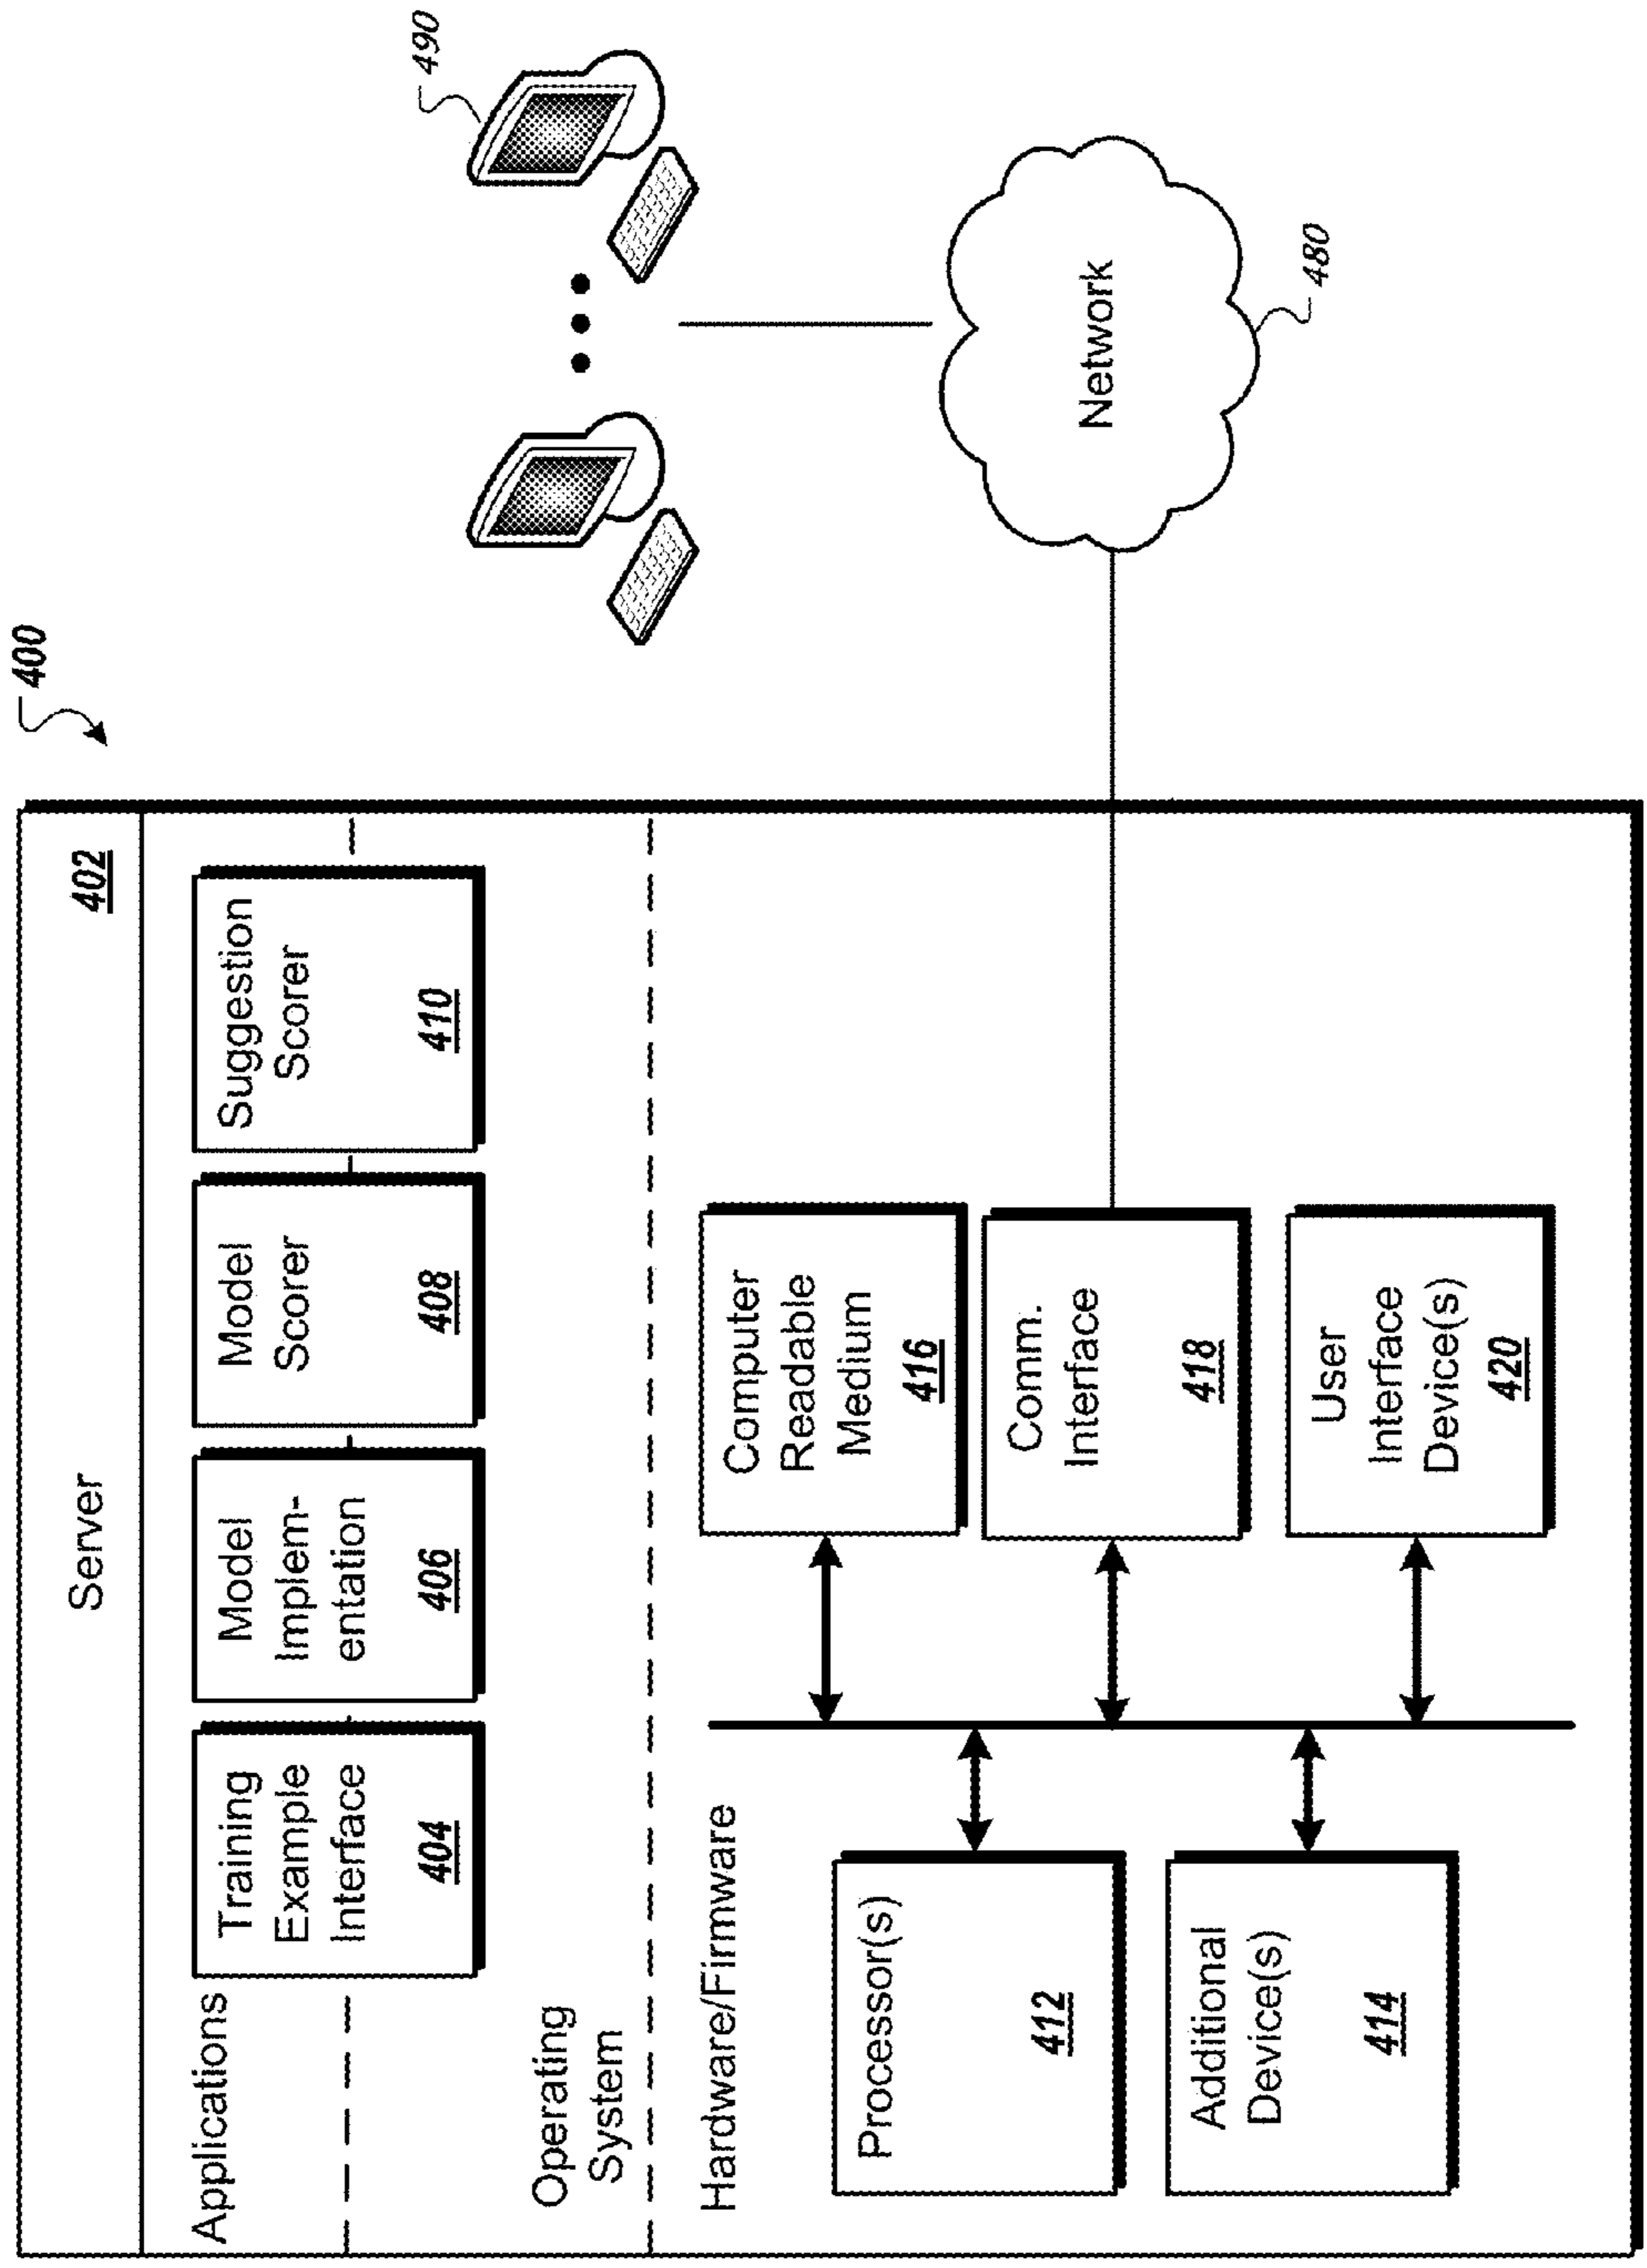 400
Server
402
Applications
Training
Example
Interface
404
Model
Implem-
entation
406
Model
Scorer
408
Suggestion
Scorer
410
Operating
System
Hardware/Firmware
Processor(s)
412
Additional
Device(s)
414
Computer
Readable
Medium
416
Comm.
Interface
418
User
Interface
Device(s)
420
490
Network
480